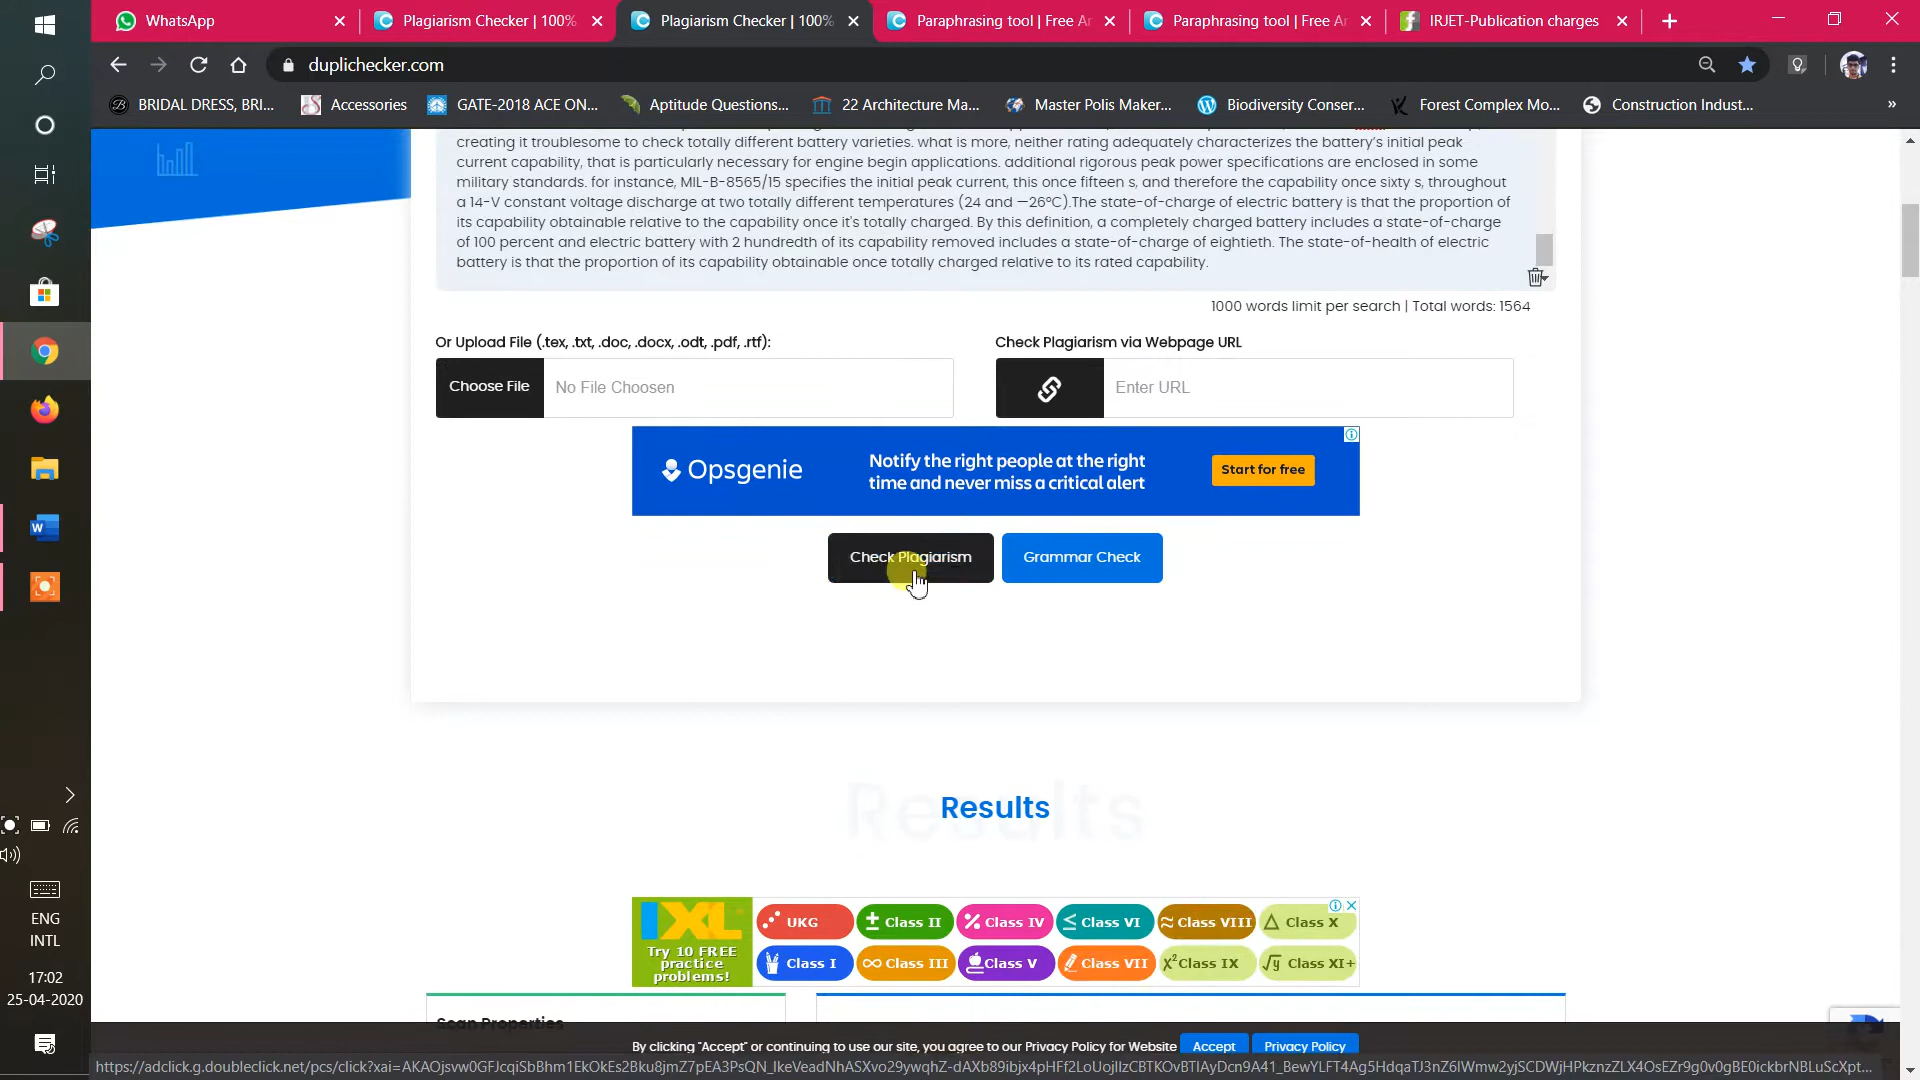 WhatsApp
Plagiarism Checker | 100%
Plagiarism Checker | 100%
Paraphrasing tool | Free Ar
Paraphrasing tool | Free Ar
IRJET-Publication charges
duplichecker.com
BRIDAL DRESS, BRI...
Accessories
GATE-2018 ACE ON...
Aptitude Questions...
22 Architecture Ma...
Master Polis Maker...
Biodiversity Conser...
Forest Complex Mo...
Construction Indust...
creating it troublesome to check totally different battery varieties. what is more, neither rating adequately characterizes the battery's initial peak
current capability, that is particularly necessary for engine begin applications. additional rigorous peak power specifications are enclosed in some
military standards. for instance, MIL-B-8565/15 specifies the initial peak current, this once fifteen s, and therefore the capability once sixty s, throughout
a 14-V constant voltage discharge at two totally different temperatures (24 and —26°C).The state-of-charge of electric battery is that the proportion of
its capability obtainable relative to the capability once it's totally charged. By this definition, a completely charged battery includes a state-of-charge
of 100 percent and electric battery with 2 hundredth of its capability removed includes a state-of-charge of eightieth. The state-of-health of electric
battery is that the proportion of its capability obtainable once totally charged relative to its rated capability.
1000 words limit per search | Total words: 1564
Or Upload File (.tex, .txt, .doc, .docx, .odt, .pdf, .rtf):
Check Plagiarism via Webpage URL
Choose File
No File Choosen
Enter URL
Opsgenie
Notify the right people at the right
time and never miss a critical alert
Start for free
Check Plagiarism
Grammar Check
Results
Results
IXL
Try 10 FREE
practice
problems!
UKG
Class II
Class IV
Class VI
Class VIII
Class X
Class I
Class III
Class V
Class VII
Class IX
Class XI+
Scan Properties
By clicking "Accept" or continuing to use our site, you agree to our Privacy Policy for Website
Accept
Privacy Policy
ENG
INTL
17:02
25-04-2020